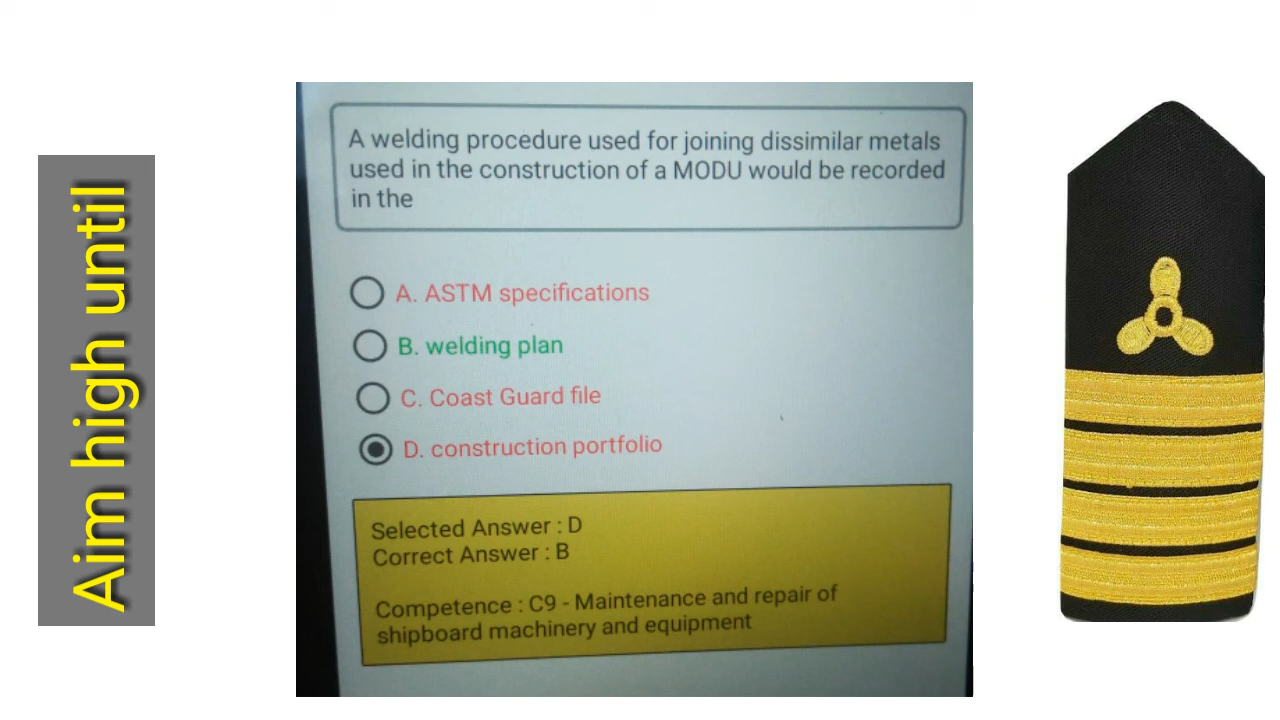 Aim high until
A welding procedure used for joining dissimilar metals
used in the construction of a MODU would be recorded
in the
A. ASTM specifications
B. welding plan
C. Coast Guard file
D. construction portfolio
Selected Answer : D
Correct Answer : B
Competence : C9 - Maintenance and repair of
shipboard machinery and equipment